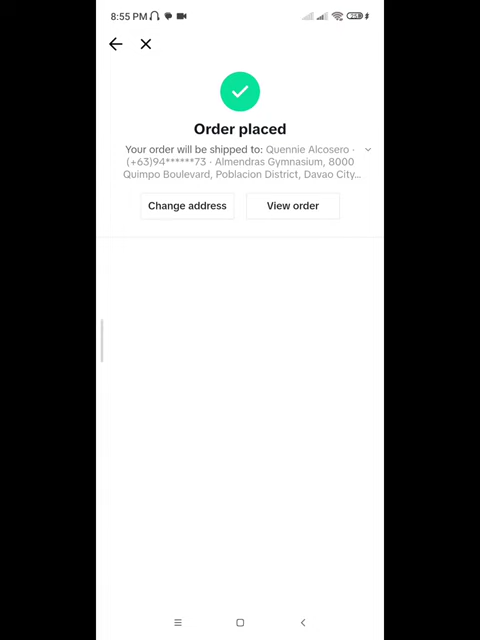 8:55 PM
Order placed
Your order will be shipped to: Quennie Alcosero ·
(+63)94******73 · Almendras Gymnasium, 8000
Quimpo Boulevard, Poblacion District, Davao City...
Change address View order